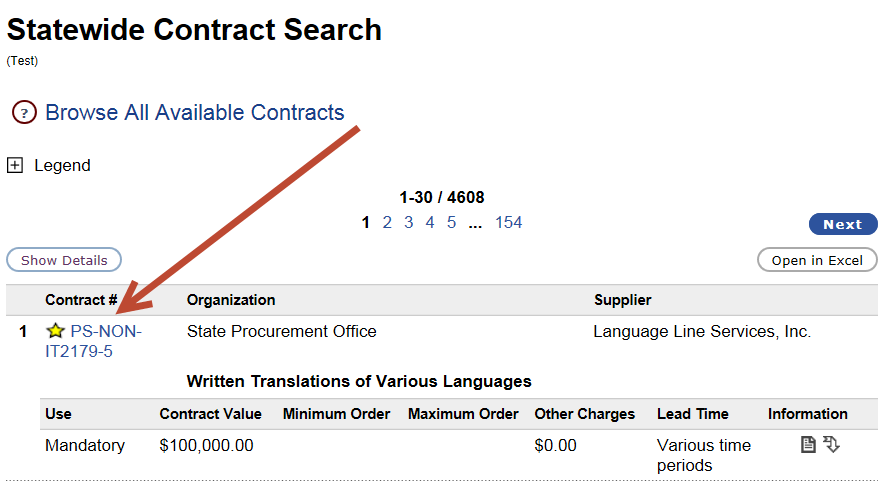 Statewide Contract Search
(Test)
? Browse All Available Contracts
+ Legend
1-30 / 4608
1 2 3 4 5 ... 154
Next
Show Details
Open in Excel
Contract # Organization Supplier
1 PS-NON- State Procurement Office Language Line Services, Inc.
IT2179-5
Written Translations of Various Languages
Use Contract Value Minimum Order Maximum Order Other Charges Lead Time Information
Mandatory $100,000.00 $0.00 Various time
periods